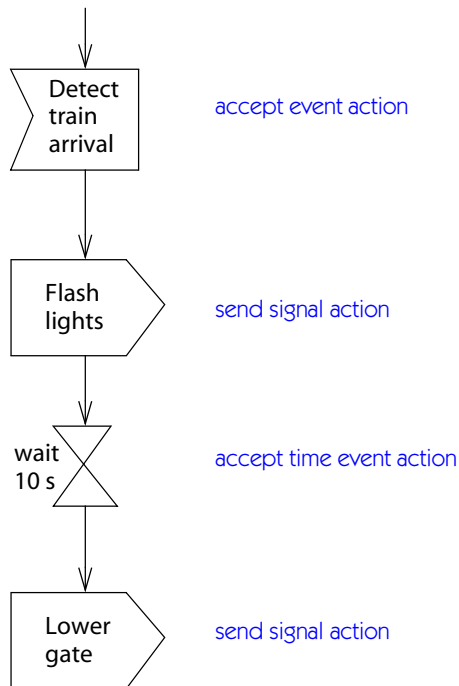 Detect
train
arrival
accept event action
Flash
lights
send signal action
wait
10 s
accept time event action
Lower
gate
send signal action